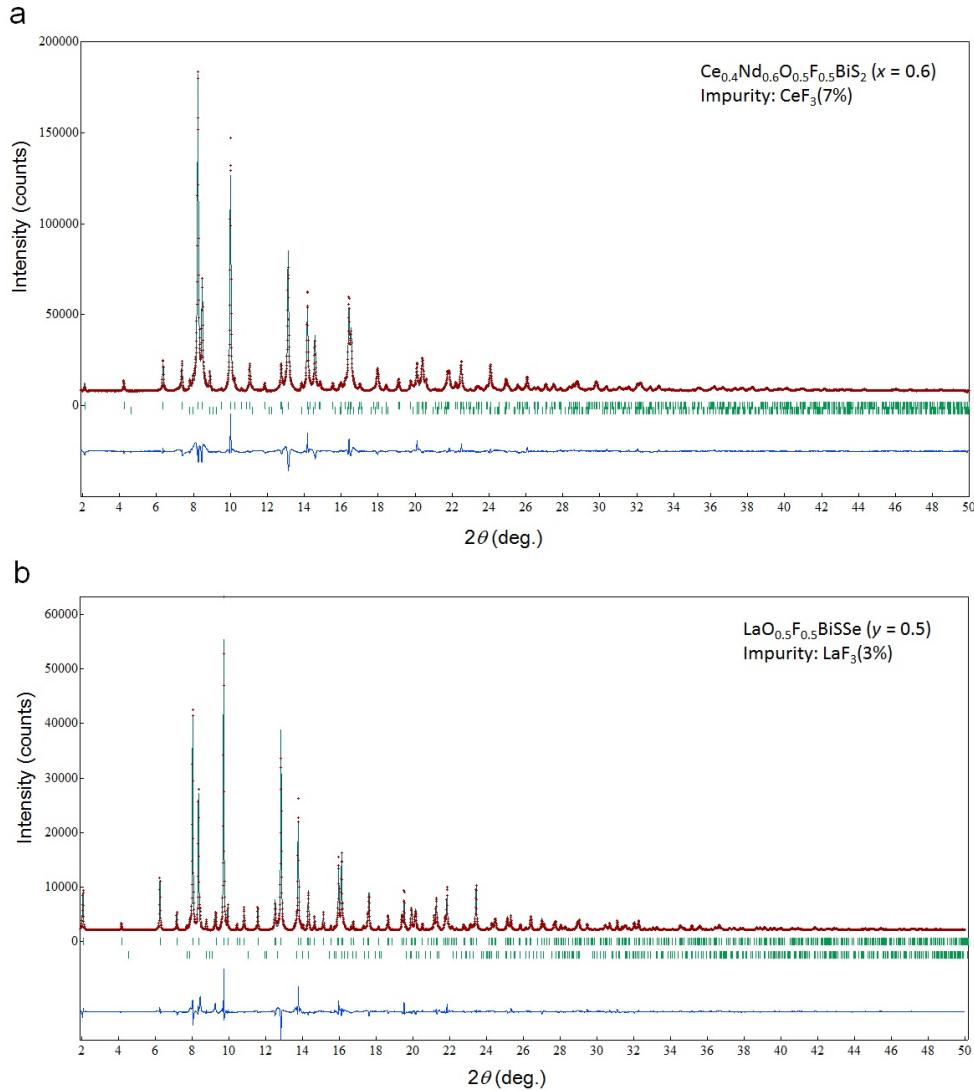 a
200000
Ce0.4Nd0.6O0.5F0.5BiS2 (x = 0.6)
Impurity: CeF3(7%)
150000
100000
50000
0
Intensity (counts)
2 4 6 8 10 12 14 16 18 20 22 24 26 28 30 32 34 36 38 40 42 44 46 48 50
2θ (deg.)
b
60000
LaO0.5F0.5BiSSe (y = 0.5)
Impurity: LaF3(3%)
50000
40000
30000
20000
10000
0
Intensity (counts)
2 4 6 8 10 12 14 16 18 20 22 24 26 28 30 32 34 36 38 40 42 44 46 48 50
2θ (deg.)